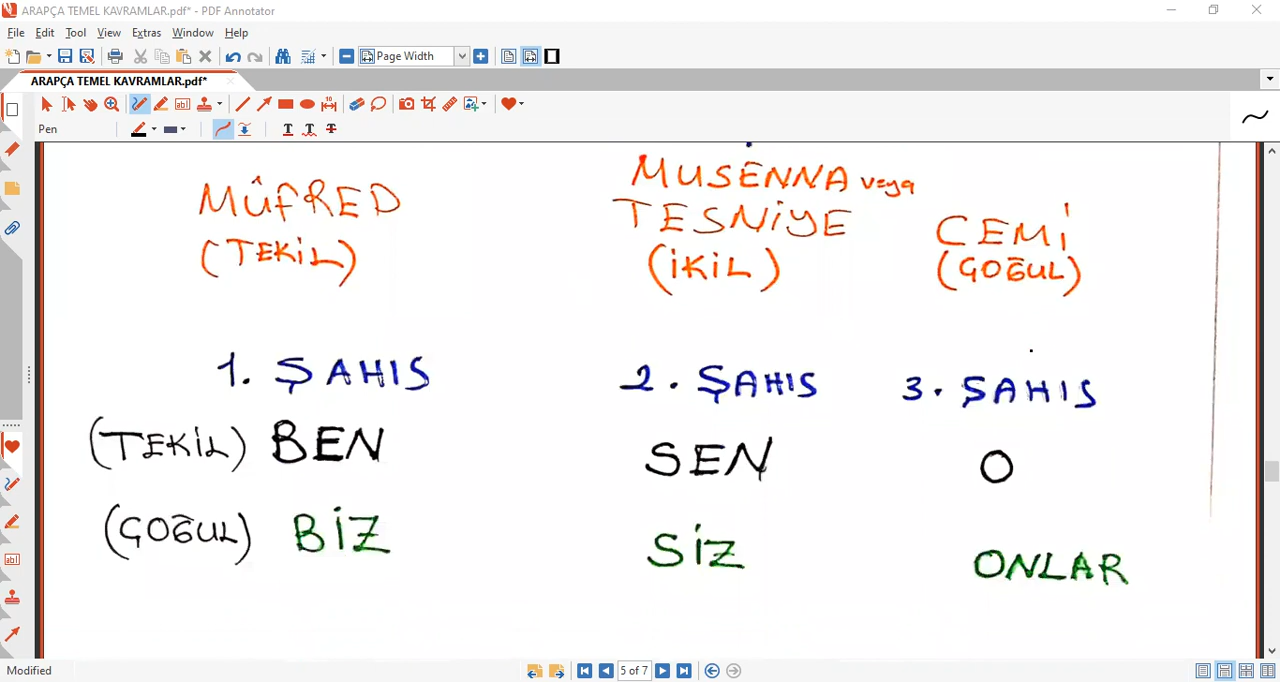 ARAPÇA TEMEL KAVRAMLAR.pdf* - PDF Annotator
File Edit Tool View Extras Window Help
Page Width
ARAPÇA TEMEL KAVRAMLAR.pdf*
Pen
MÛFRED
(TEKİL)
MUSENNA veya
TESNİYE
(İKİL)
CEMİ
(ÇOĞUL)
1. ŞAHIS
2. ŞAHIS
3. ŞAHIS
(TEKİL) BEN
SEN
O
(ÇOĞUL) BİZ
SİZ
ONLAR
Modified
5 of 7